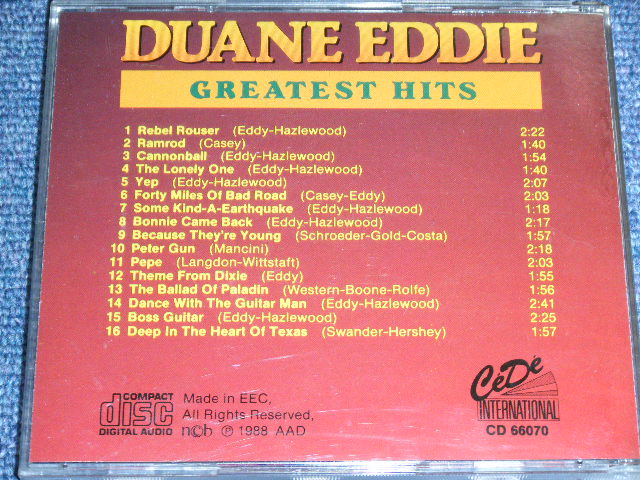 DUANE EDDIE
GREATEST HITS
1 Rebel Rouser (Eddy-Hazlewood) 2:22
2 Ramrod (Casey) 1:40
3 Cannonball (Eddy-Hazlewood) 1:54
4 The Lonely One (Eddy-Hazlewood) 1:40
5 Yep (Eddy-Hazlewood) 2:07
6 Forty Miles Of Bad Road (Casey-Eddy) 2:03
7 Some Kind-A-Earthquake (Eddy-Hazlewood) 1:18
8 Bonnie Came Back (Eddy-Hazlewood) 2:17
9 Because They're Young (Schroeder-Gold-Costa) 1:57
10 Peter Gun (Mancini) 2:18
11 Pepe (Langdon-Wittstaft) 2:03
12 Theme From Dixie (Eddy) 1:55
13 The Ballad Of Paladin (Western-Boone-Rolfe) 1:56
14 Dance With The Guitar Man (Eddy-Hazlewood) 2:41
15 Boss Guitar (Eddy-Hazlewood) 2:25
16 Deep In The Heart Of Texas (Swander-Hershey) 1:57
COMPACT
disc
DIGITAL AUDIO
Made in EEC,
All Rights Reserved,
n©b ℗ 1988 AAD
CéDé
INTERNATIONAL
CD 66070